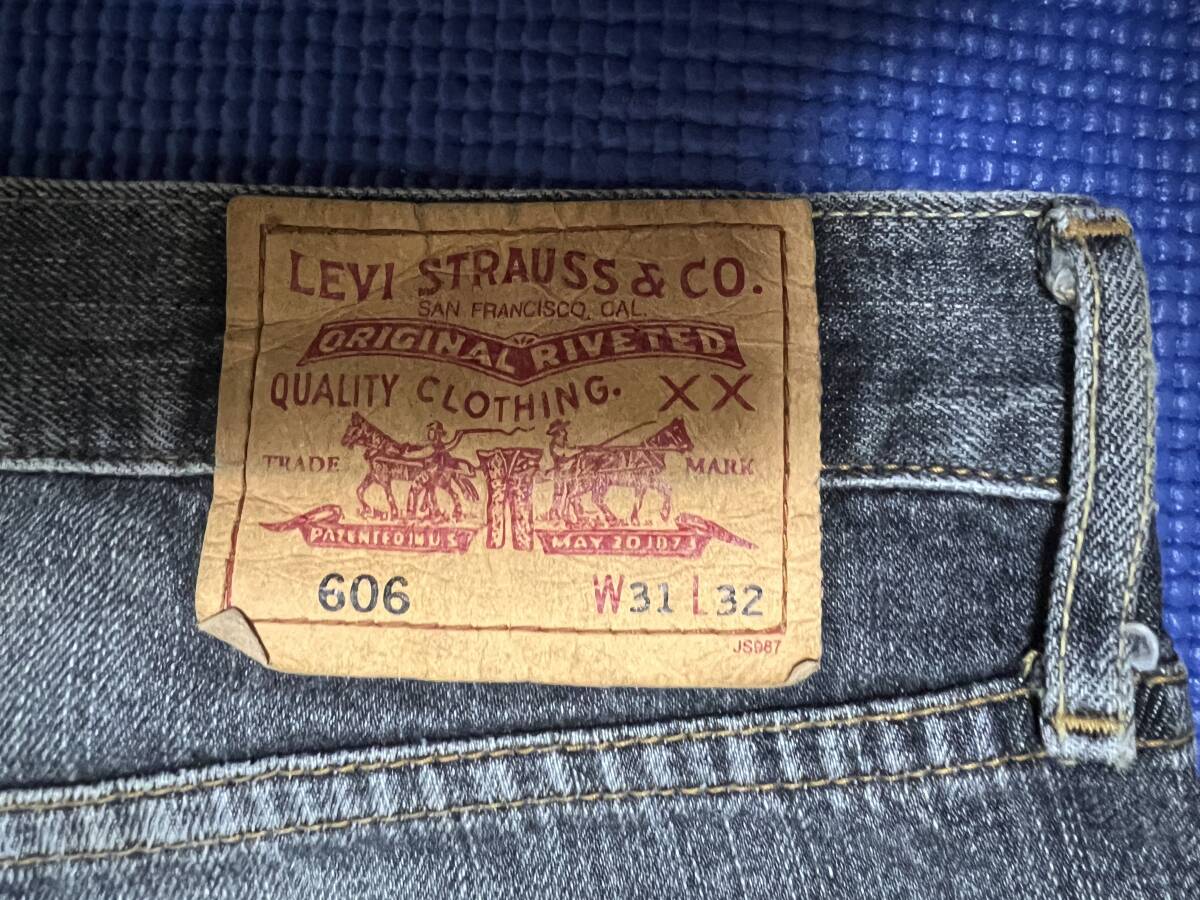 LEVI STRAUSS & CO.
SAN FRANCISCO, CAL.
ORIGINAL RIVETED
QUALITY CLOTHING. XX
TRADE MARK
PATENTED IN U.S. MAY 20 1873
606 W31 L32
JS987